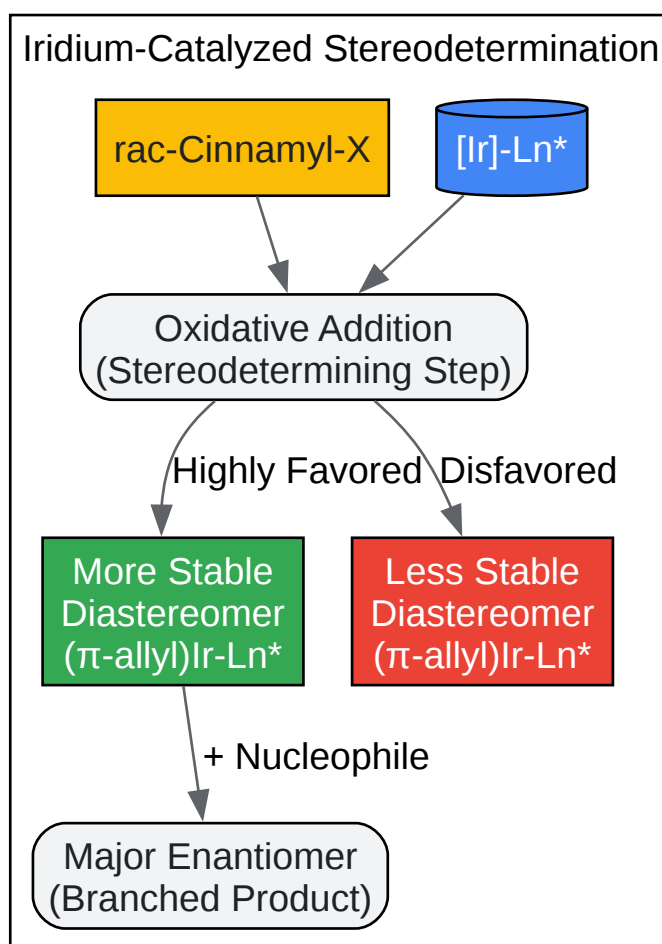 Iridium-Catalyzed Stereodetermination
rac-Cinnamyl-X
[Ir]-Ln*
Oxidative Addition
(Stereodetermining Step)
Highly Favored
Disfavored
More Stable
Diastereomer
(π-allyl)Ir-Ln*
Less Stable
Diastereomer
(π-allyl)Ir-Ln*
+ Nucleophile
Major Enantiomer
(Branched Product)